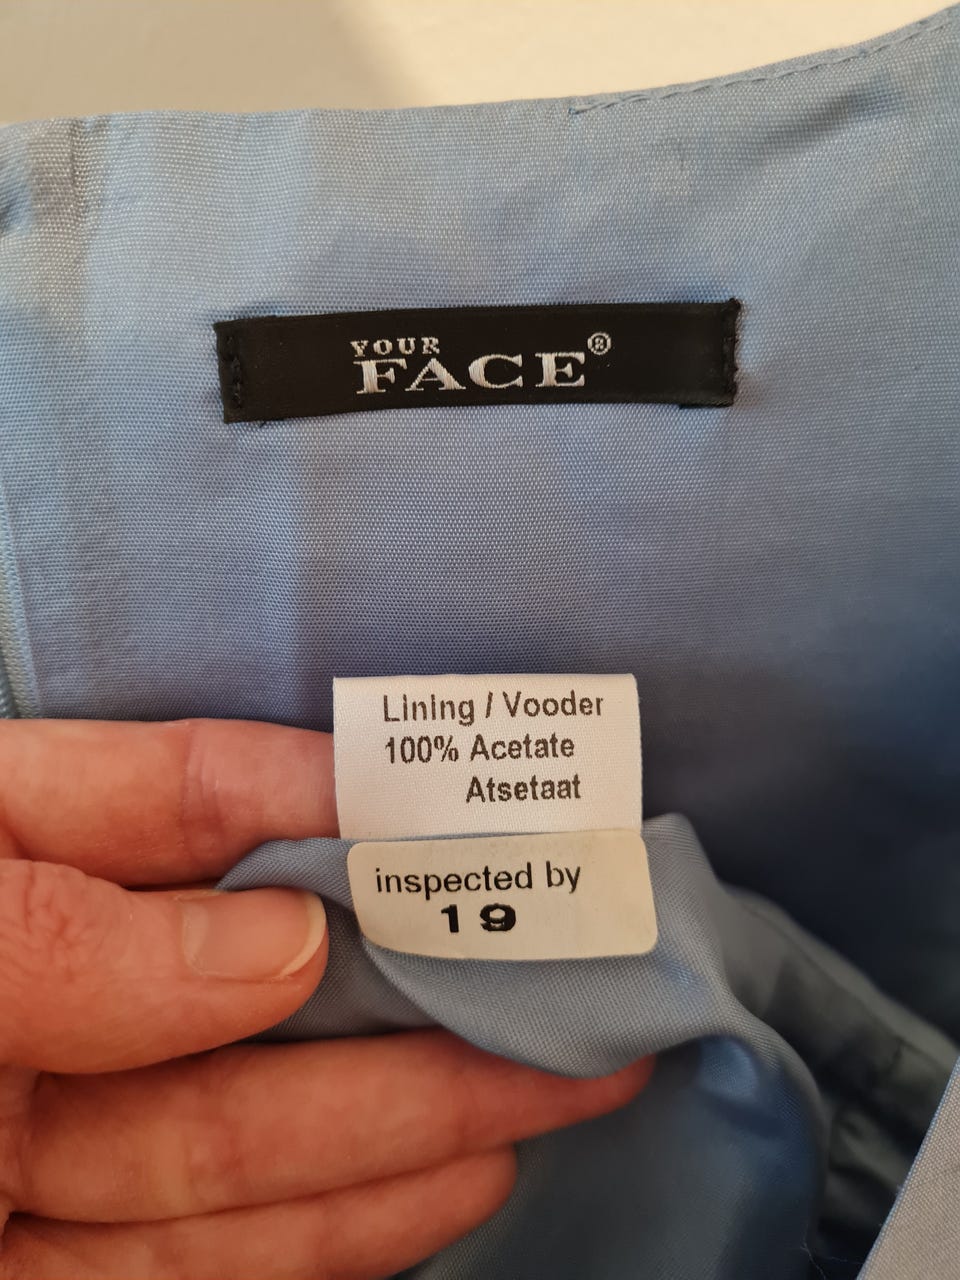 YOUR
FACE®
Lining / Vooder
100% Acetate
Atsetaat
inspected by
19